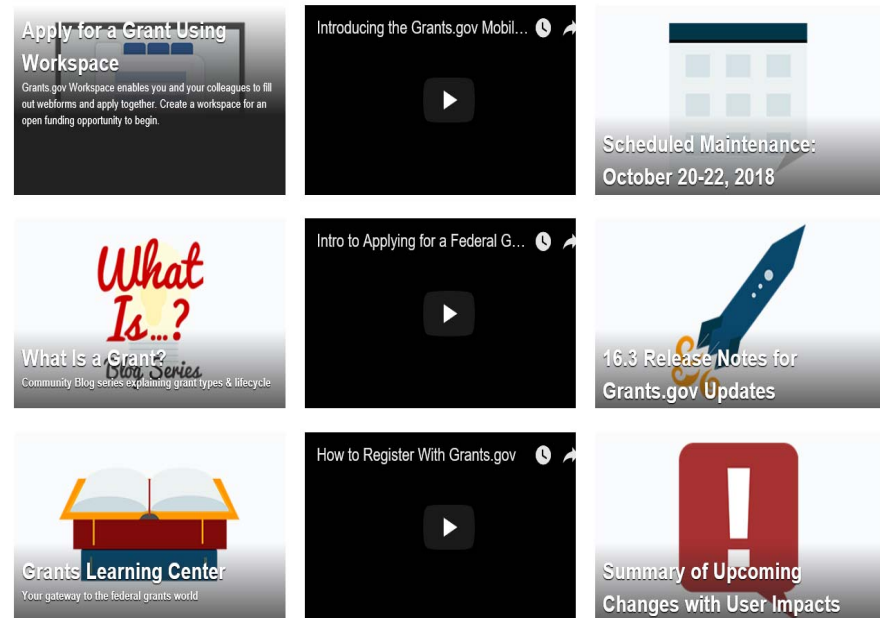 Apply for a Grant Using
Workspace
Grants.gov Workspace enables you and your colleagues to fill
out webforms and apply together. Create a workspace for an
open funding opportunity to begin.
Introducing the Grants.gov Mobil...
Scheduled Maintenance:
October 20-22, 2018
What
Is...?
Blog Series
What Is a Grant?
Community Blog series explaining grant types & lifecycle
Intro to Applying for a Federal G...
16.3 Release Notes for
Grants.gov Updates
Grants Learning Center
Your gateway to the federal grants world
How to Register With Grants.gov
!
Summary of Upcoming
Changes with User Impacts